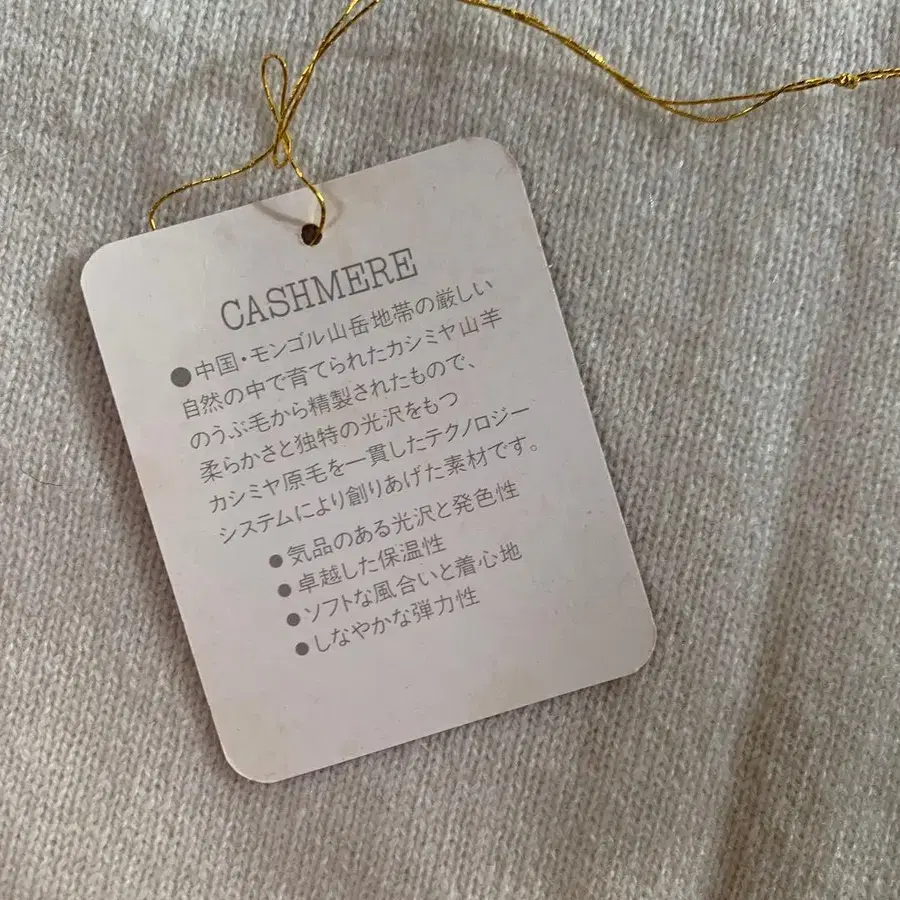 CASHMERE
●中国・モンゴル山岳地帯の厳しい
自然の中で育てられたカシミヤ山羊
のうぶ毛から精製されたもので、
柔らかさと独特の光沢をもつ
カシミヤ原毛を一貫したテクノロジー
システムにより創りあげた素材です。
●気品のある光沢と発色性
●卓越した保温性
●ソフトな風合いと着心地
●しなやかな弾力性